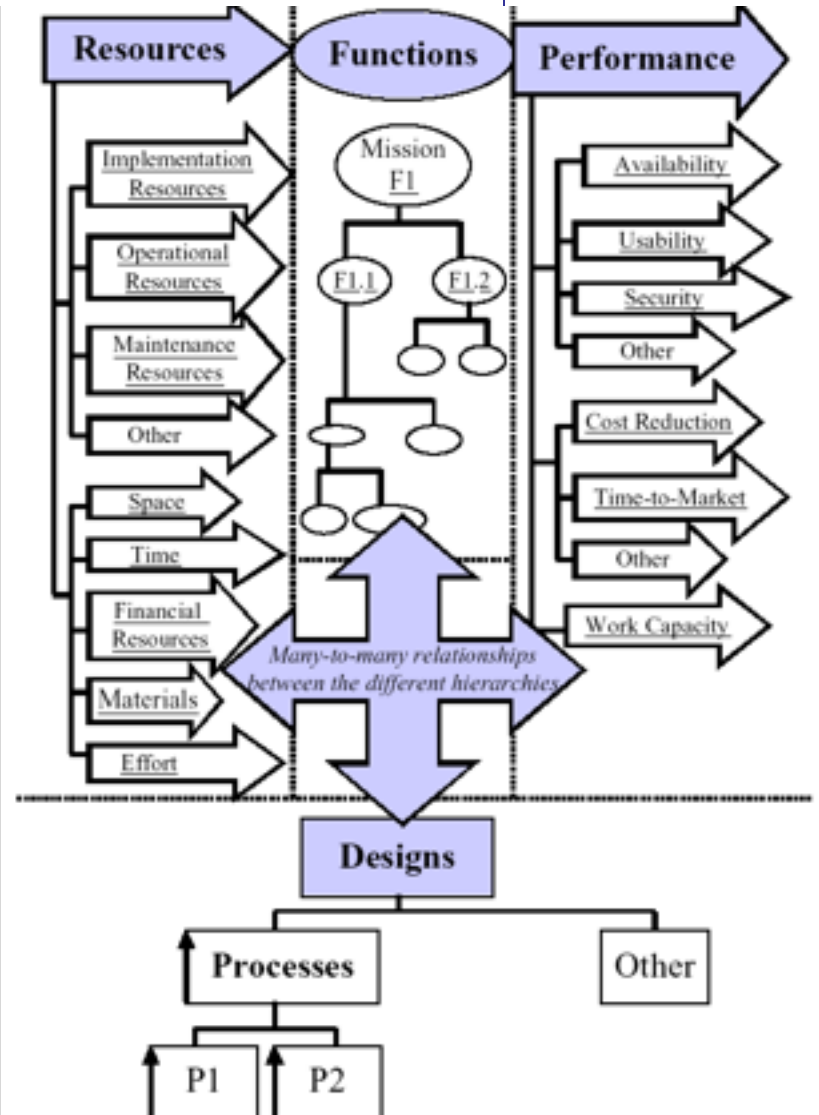 Resources
Functions
Performance
Implementation
Resources
Operational
Resources
Maintenance
Resources
Other
Space
Time
Financial
Resources
Materials
Effort
Mission
F1
F1.1
F1.2
Availability
Usability
Security
Other
Cost Reduction
Time-to-Market
Other
Work Capacity
Many-to-many relationships
between the different hierarchies
Designs
Processes
Other
P1
P2